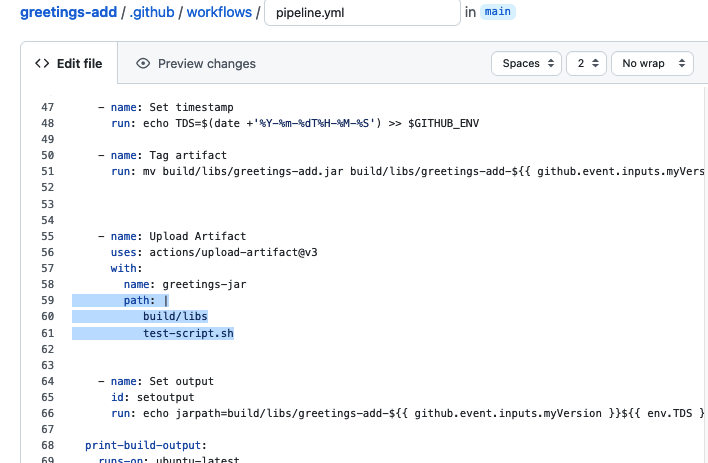 greetings-add / .github / workflows / pipeline.yml in main
Edit file Preview changes Spaces 2 No wrap
47 - name: Set timestamp
48 run: echo TDS=$(date +'%Y-%m-%dT%H-%M-%S') >> $GITHUB_ENV
49
50 - name: Tag artifact
51 run: mv build/libs/greetings-add.jar build/libs/greetings-add-${{ github.event.inputs.myVers
52
53
54
55 - name: Upload Artifact
56 uses: actions/upload-artifact@v3
57 with:
58 name: greetings-jar
59 path: |
60 build/libs
61 test-script.sh
62
63
64 - name: Set output
65 id: setoutput
66 run: echo jarpath=build/libs/greetings-add-${{ github.event.inputs.myVersion }}${{ env.TDS }
67
68 print-build-output:
69 runs-on: ubuntu-latest